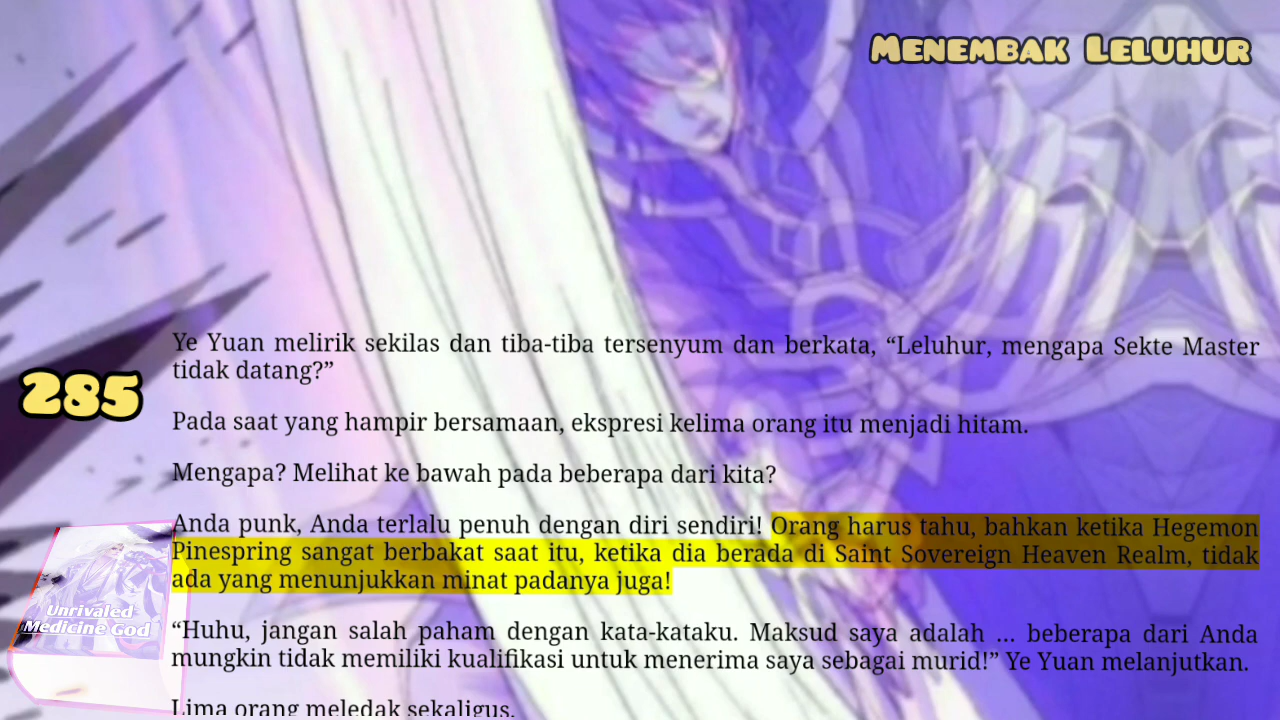 Menembak Leluhur
Ye Yuan melirik sekilas dan tiba-tiba tersenyum dan berkata, “Leluhur, mengapa Sekte Master
tidak datang?”
285
Pada saat yang hampir bersamaan, ekspresi kelima orang itu menjadi hitam.
Mengapa? Melihat ke bawah pada beberapa dari kita?
Anda punk, Anda terlalu penuh dengan diri sendiri! Orang harus tahu, bahkan ketika Hegemon
Pinespring sangat berbakat saat itu, ketika dia berada di Saint Sovereign Heaven Realm, tidak
ada yang menunjukkan minat padanya juga!
Unrivaled
Medicine God
“Huhu, jangan salah paham dengan kata-kataku. Maksud saya adalah ... beberapa dari Anda
mungkin tidak memiliki kualifikasi untuk menerima saya sebagai murid!” Ye Yuan melanjutkan.
Lima orang meledak sekaligus.